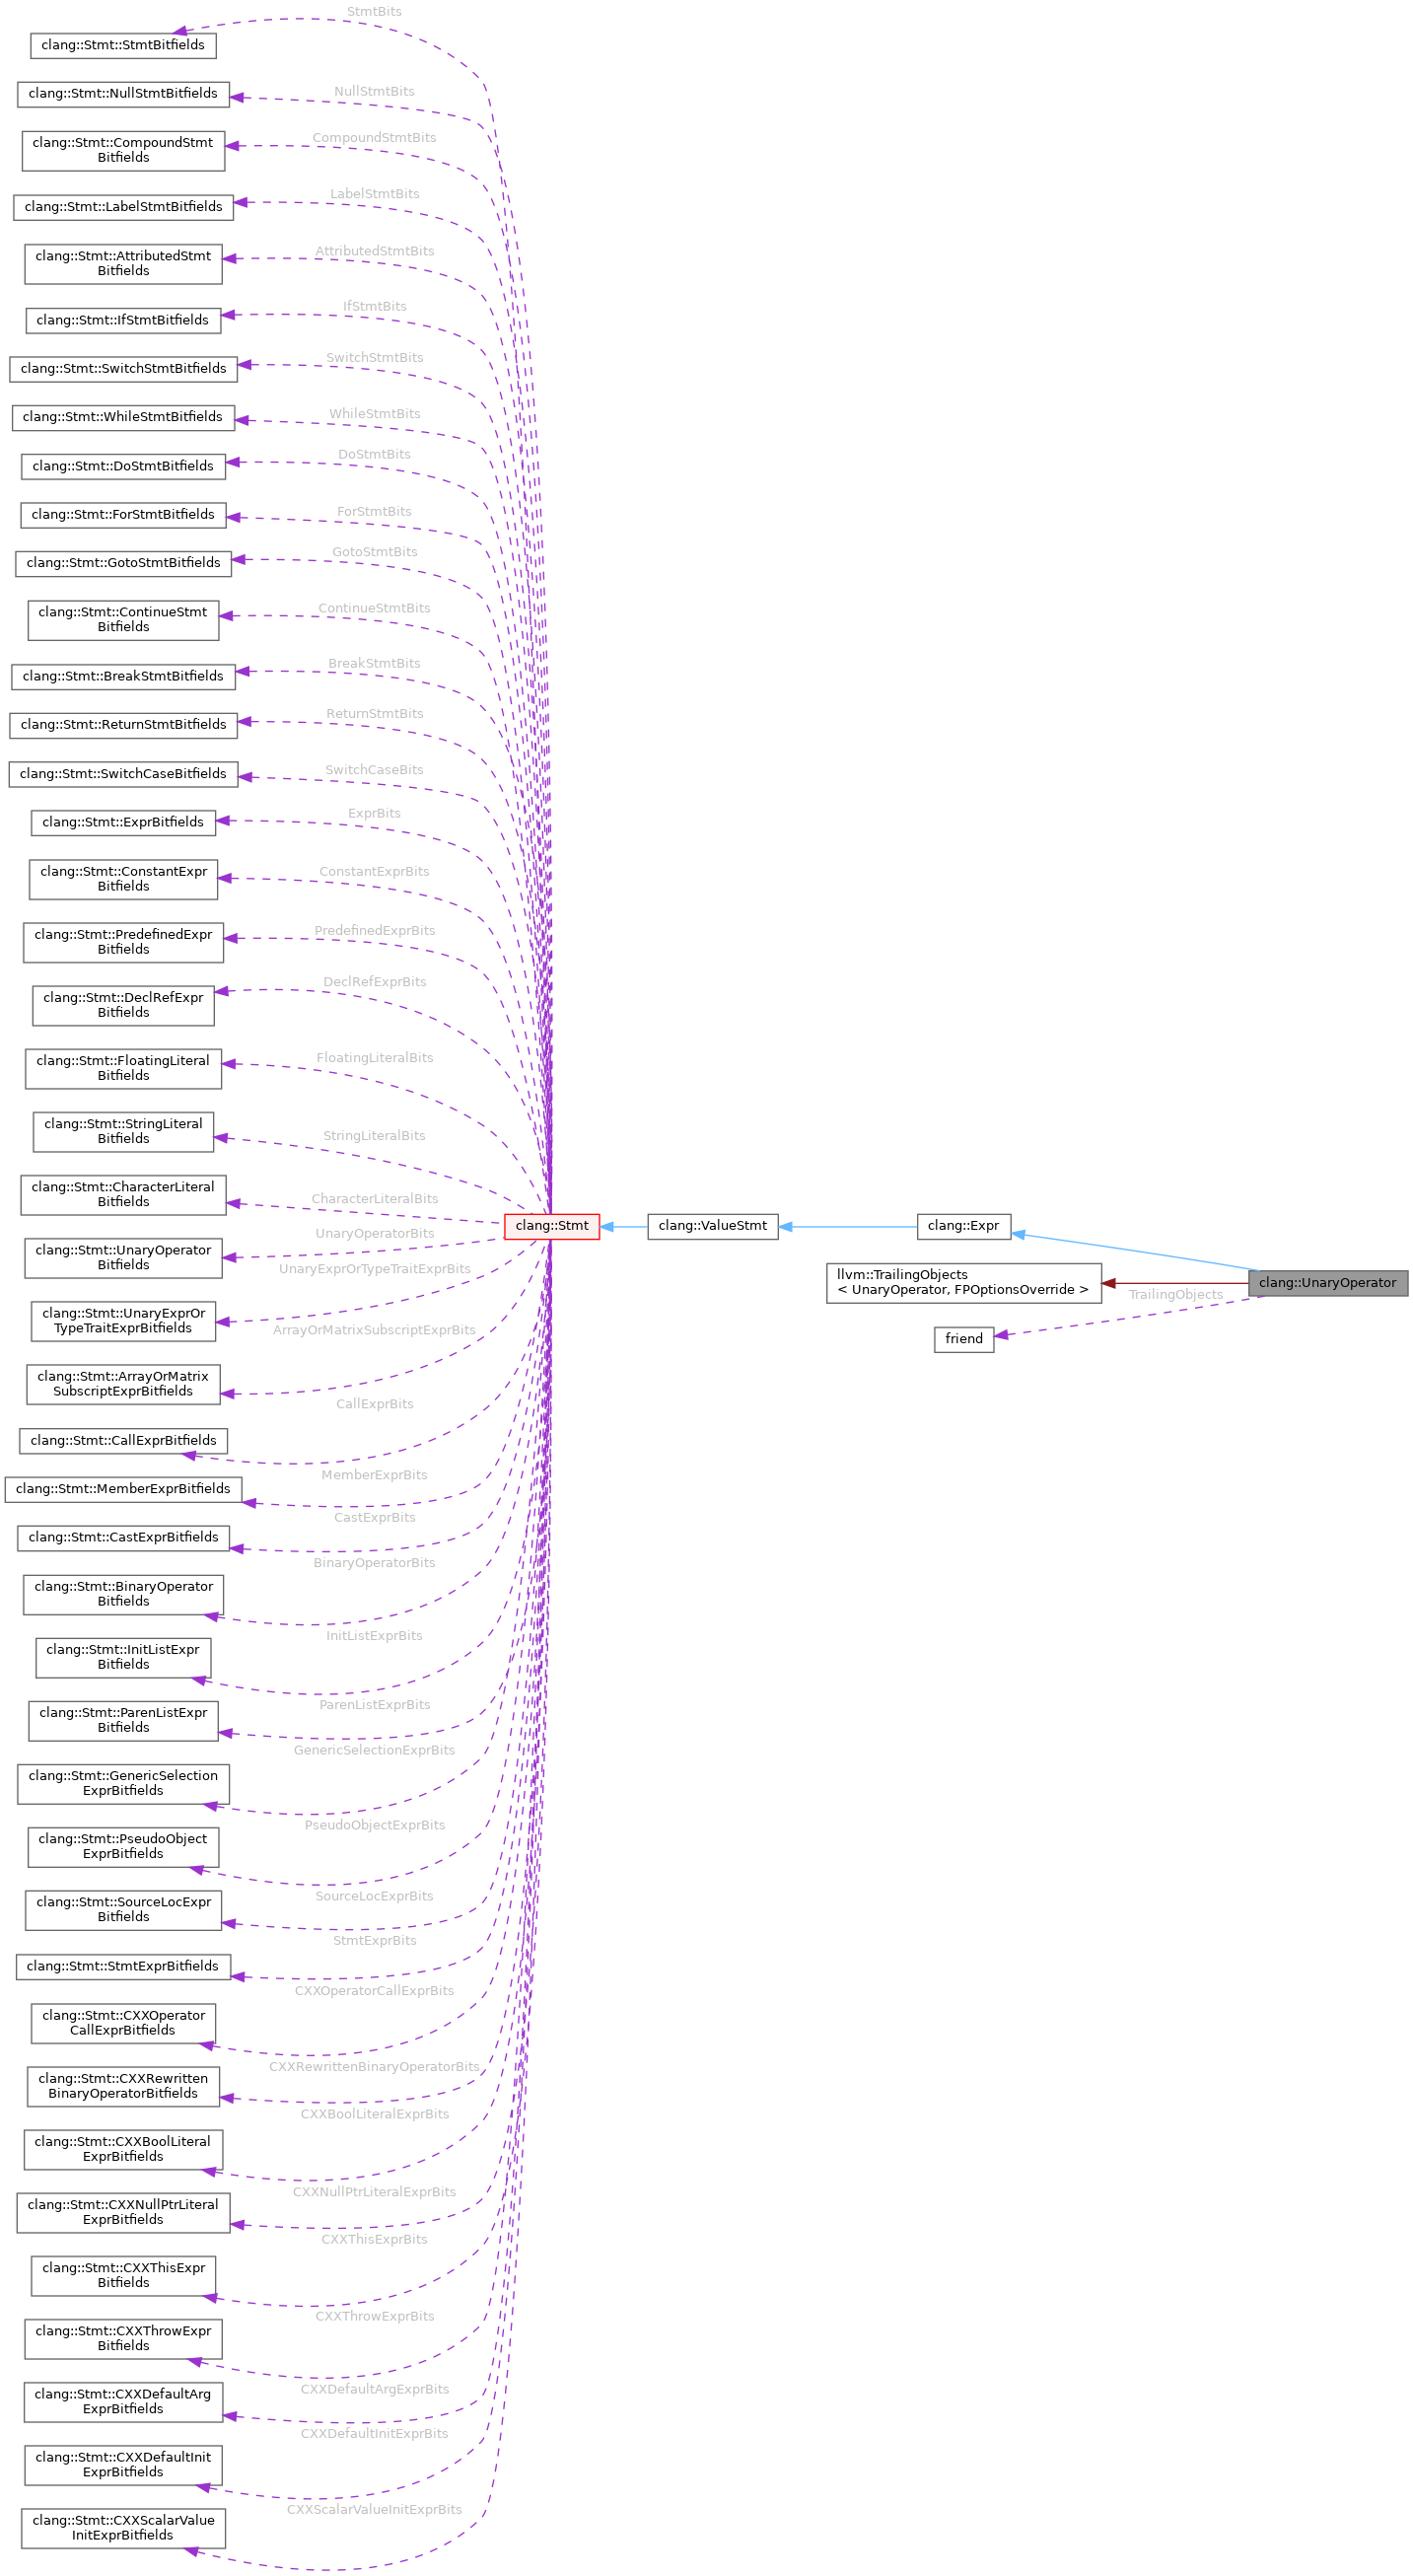 StmtBits
clang::Stmt::StmtBitfields
NullStmtBits
clang::Stmt::NullStmtBitfields
CompoundStmtBits
clang::Stmt::CompoundStmt
Bitfields
LabelStmtBits
clang::Stmt::LabelStmtBitfields
AttributedStmtBits
clang::Stmt::AttributedStmt
Bitfields
IfStmtBits
clang::Stmt::IfStmtBitfields
SwitchStmtBits
clang::Stmt::SwitchStmtBitfields
WhileStmtBits
clang::Stmt::WhileStmtBitfields
DoStmtBits
clang::Stmt::DoStmtBitfields
ForStmtBits
clang::Stmt::ForStmtBitfields
GotoStmtBits
clang::Stmt::GotoStmtBitfields
ContinueStmtBits
clang::Stmt::ContinueStmt
Bitfields
BreakStmtBits
clang::Stmt::BreakStmtBitfields
ReturnStmtBits
clang::Stmt::ReturnStmtBitfields
SwitchCaseBits
clang::Stmt::SwitchCaseBitfields
ExprBits
clang::Stmt::ExprBitfields
ConstantExprBits
clang::Stmt::ConstantExpr
Bitfields
PredefinedExprBits
clang::Stmt::PredefinedExpr
Bitfields
DeclRefExprBits
clang::Stmt::DeclRefExpr
Bitfields
FloatingLiteralBits
clang::Stmt::FloatingLiteral
Bitfields
StringLiteralBits
clang::Stmt::StringLiteral
Bitfields
CharacterLiteralBits
clang::Stmt::CharacterLiteral
Bitfields
clang::Stmt
clang::ValueStmt
clang::Expr
UnaryOperatorBits
clang::Stmt::UnaryOperator
Bitfields
UnaryExprOrTypeTraitExprBits
llvm::TrailingObjects
< UnaryOperator, FPOptionsOverride >
clang::UnaryOperator
TrailingObjects
friend
clang::Stmt::UnaryExprOr
TypeTraitExprBitfields
ArrayOrMatrixSubscriptExprBits
clang::Stmt::ArrayOrMatrix
SubscriptExprBitfields
CallExprBits
clang::Stmt::CallExprBitfields
MemberExprBits
clang::Stmt::MemberExprBitfields
CastExprBits
clang::Stmt::CastExprBitfields
BinaryOperatorBits
clang::Stmt::BinaryOperator
Bitfields
InitListExprBits
clang::Stmt::InitListExpr
Bitfields
ParenListExprBits
clang::Stmt::ParenListExpr
Bitfields
GenericSelectionExprBits
clang::Stmt::GenericSelection
ExprBitfields
PseudoObjectExprBits
clang::Stmt::PseudoObject
ExprBitfields
SourceLocExprBits
clang::Stmt::SourceLocExpr
Bitfields
StmtExprBits
clang::Stmt::StmtExprBitfields
CXXOperatorCallExprBits
clang::Stmt::CXXOperator
CallExprBitfields
CXXRewrittenBinaryOperatorBits
clang::Stmt::CXXRewritten
BinaryOperatorBitfields
CXXBoolLiteralExprBits
clang::Stmt::CXXBoolLiteral
ExprBitfields
CXXNullPtrLiteralExprBits
clang::Stmt::CXXNullPtrLiteral
ExprBitfields
CXXThisExprBits
clang::Stmt::CXXThisExpr
Bitfields
CXXThrowExprBits
clang::Stmt::CXXThrowExpr
Bitfields
CXXDefaultArgExprBits
clang::Stmt::CXXDefaultArg
ExprBitfields
CXXDefaultInitExprBits
clang::Stmt::CXXDefaultInit
ExprBitfields
CXXScalarValueInitExprBits
clang::Stmt::CXXScalarValue
InitExprBitfields